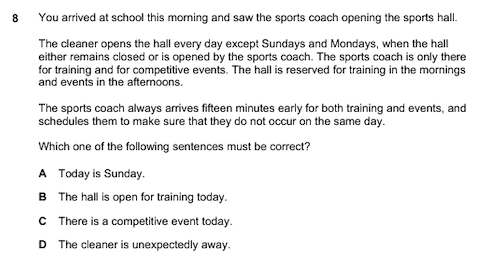 8 You arrived at school this morning and saw the sports coach opening the sports hall.
The cleaner opens the hall every day except Sundays and Mondays, when the hall
either remains closed or is opened by the sports coach. The sports coach is only there
for training and for competitive events. The hall is reserved for training in the mornings
and events in the afternoons.
The sports coach always arrives fifteen minutes early for both training and events, and
schedules them to make sure that they do not occur on the same day.
Which one of the following sentences must be correct?
A Today is Sunday.
B The hall is open for training today.
C There is a competitive event today.
D The cleaner is unexpectedly away.